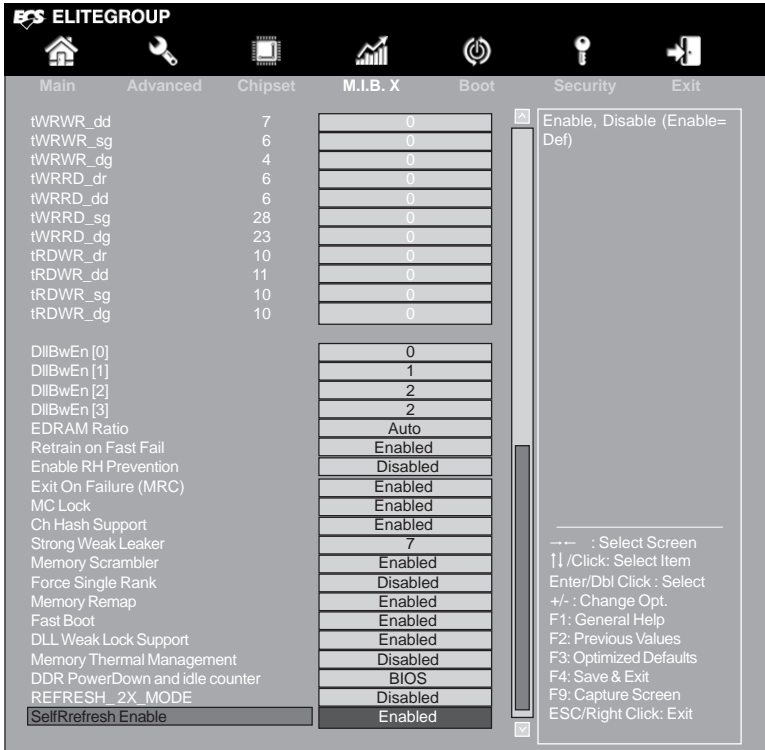 ECS ELITEGROUP
Main Advanced Chipset M.I.B. X Boot Security Exit
tWRWR_dd 7 0
tWRWR_sg 6 0
tWRWR_dg 4 0
tWRRD_dr 6 0
tWRRD_dd 6 0
tWRRD_sg 28 0
tWRRD_dg 23 0
tRDWR_dr 10 0
tRDWR_dd 11 0
tRDWR_sg 10 0
tRDWR_dg 10 0
DllBwEn [0] 0
DllBwEn [1] 1
DllBwEn [2] 2
DllBwEn [3] 2
EDRAM Ratio Auto
Retrain on Fast Fail Enabled
Enable RH Prevention Disabled
Exit On Failure (MRC) Enabled
MC Lock Enabled
Ch Hash Support Enabled
Strong Weak Leaker 7
Memory Scrambler Enabled
Force Single Rank Disabled
Memory Remap Enabled
Fast Boot Enabled
DLL Weak Lock Support Enabled
Memory Thermal Management Disabled
DDR PowerDown and idle counter BIOS
REFRESH_ 2X_MODE Disabled
SelfRrefresh Enable Enabled
Enable, Disable (Enable=
Def)
→← : Select Screen
↑↓/Click: Select Item
Enter/Dbl Click : Select
+/- : Change Opt.
F1: General Help
F2: Previous Values
F3: Optimized Defaults
F4: Save & Exit
F9: Capture Screen
ESC/Right Click: Exit